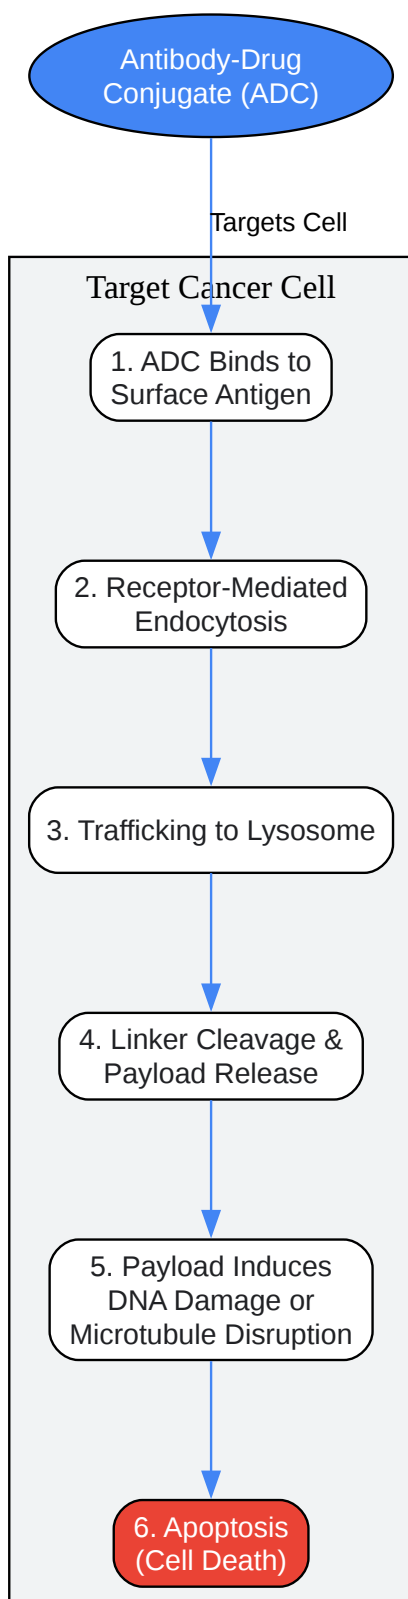 Antibody-Drug
Conjugate (ADC)
Targets Cell
Target Cancer Cell
1. ADC Binds to
Surface Antigen
2. Receptor-Mediated
Endocytosis
3. Trafficking to Lysosome
4. Linker Cleavage &
Payload Release
5. Payload Induces
DNA Damage or
Microtubule Disruption
6. Apoptosis
(Cell Death)